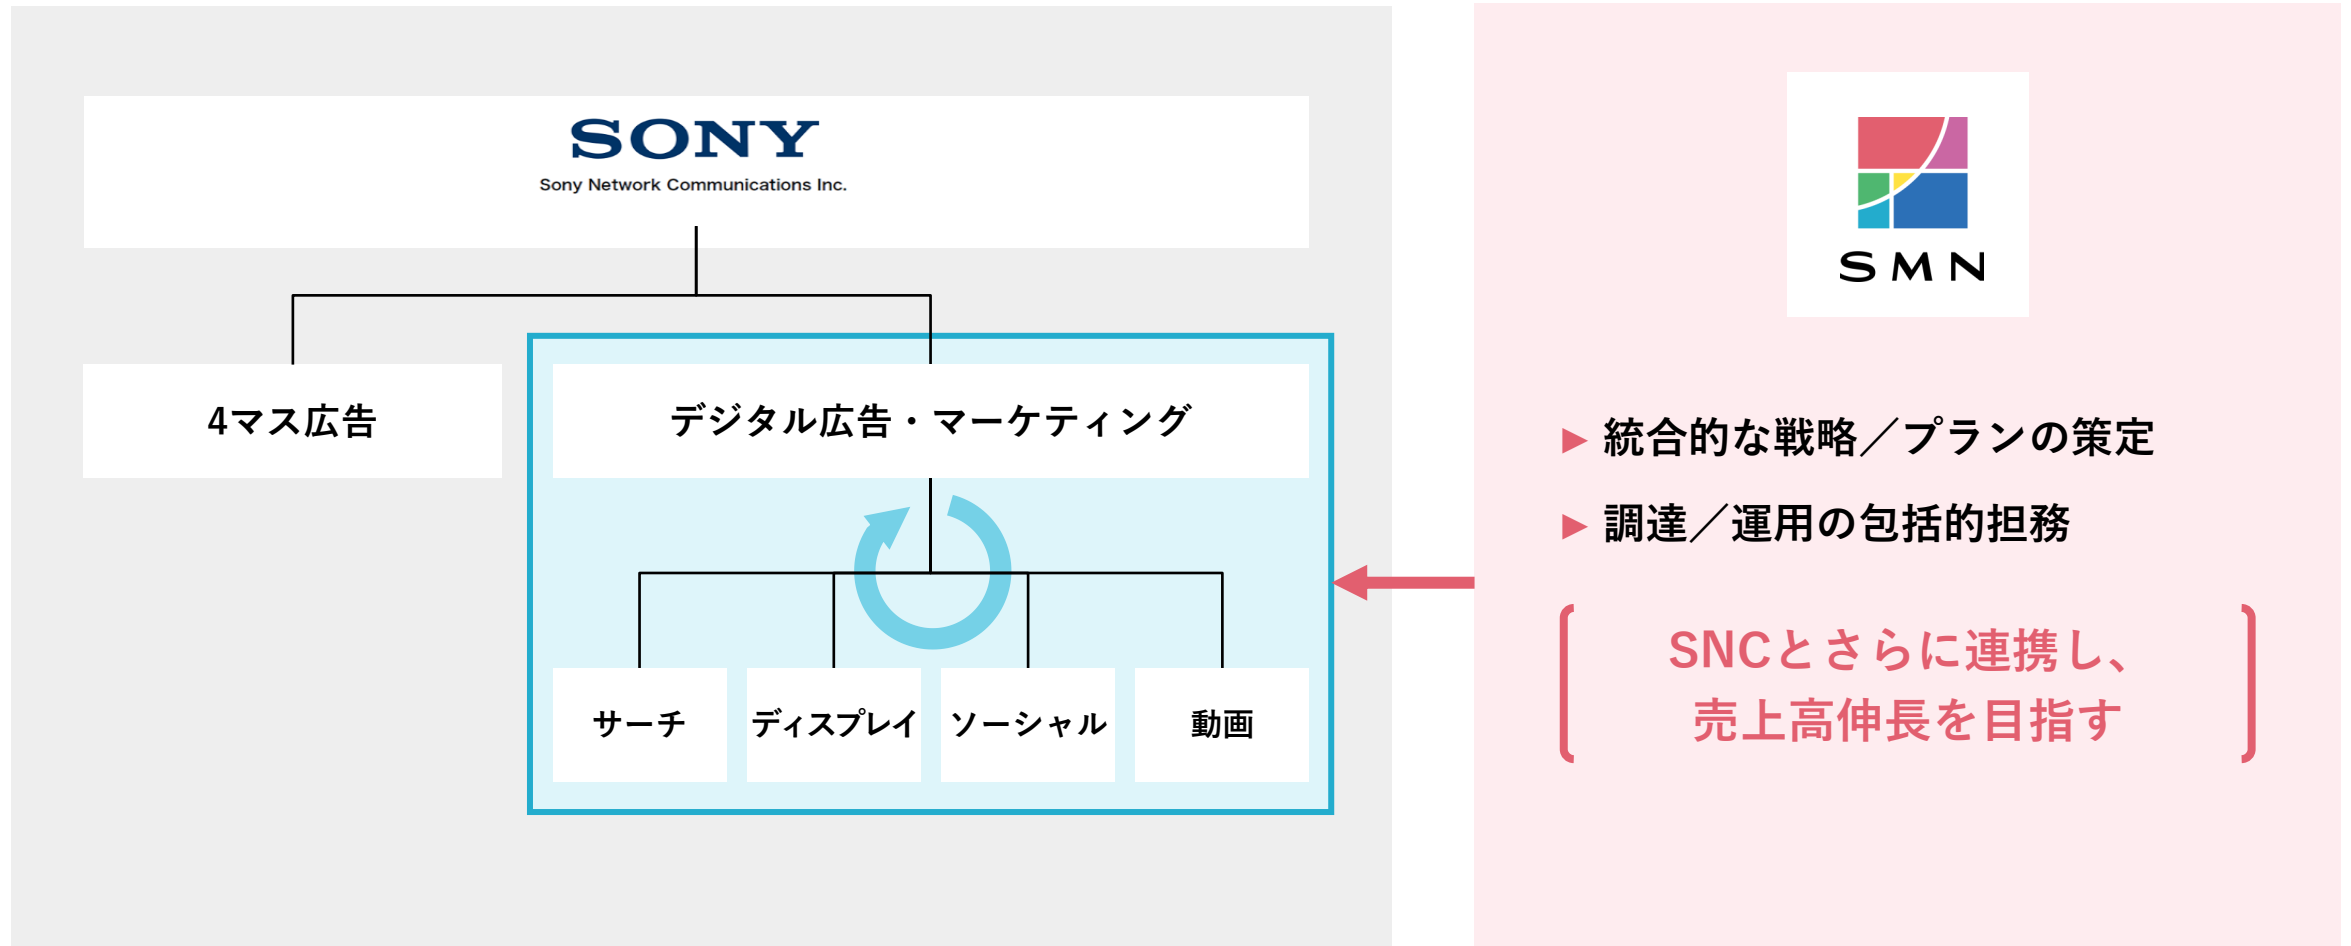 SONY
Sony Network Communications Inc.
4マス広告
デジタル広告・マーケティング
サーチ
ディスプレイ
ソーシャル
動画
SMN
▶ 統合的な戦略／プランの策定
▶ 調達／運用の包括的担務
SNCとさらに連携し、
売上高伸長を目指す